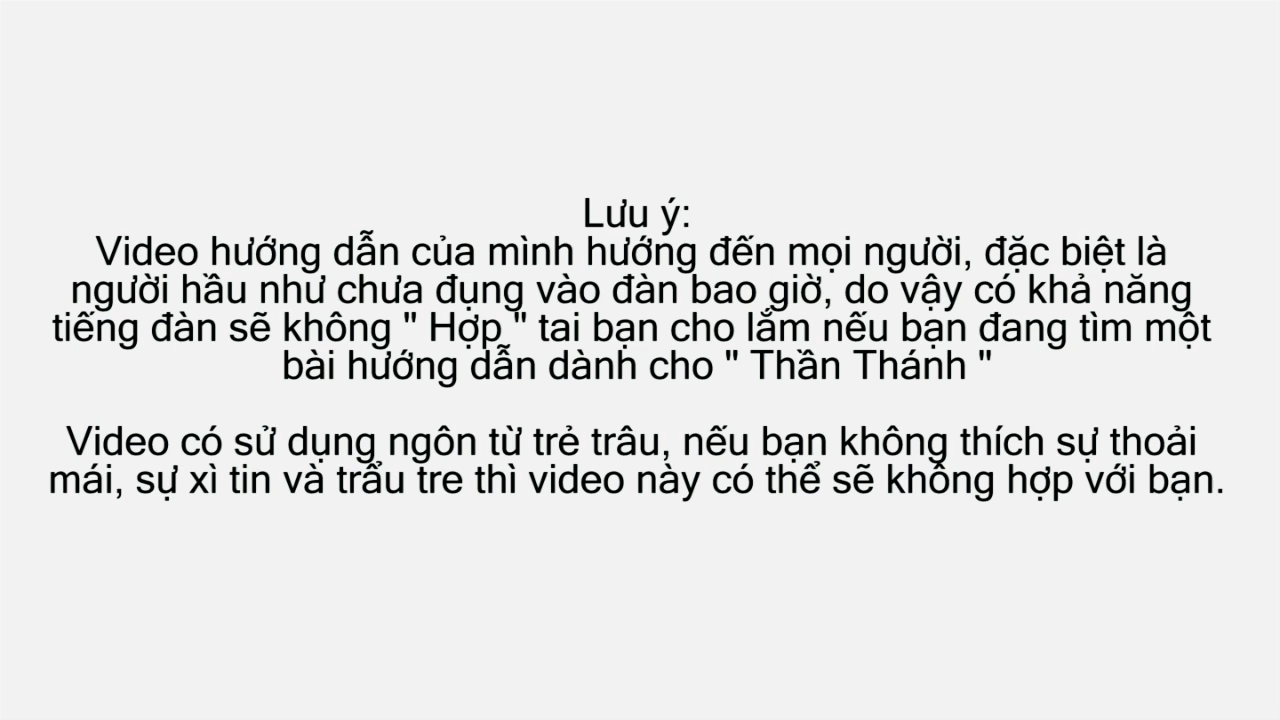 Lưu ý:
Video hướng dẫn của mình hướng đến mọi người, đặc biệt là
người hầu như chưa đụng vào đàn bao giờ, do vậy có khả năng
tiếng đàn sẽ không " Hợp " tai bạn cho lắm nếu bạn đang tìm một
bài hướng dẫn dành cho " Thần Thánh "
Video có sử dụng ngôn từ trẻ trâu, nếu bạn không thích sự thoải
mái, sự xì tin và trẩu tre thì video này có thể sẽ không hợp với bạn.